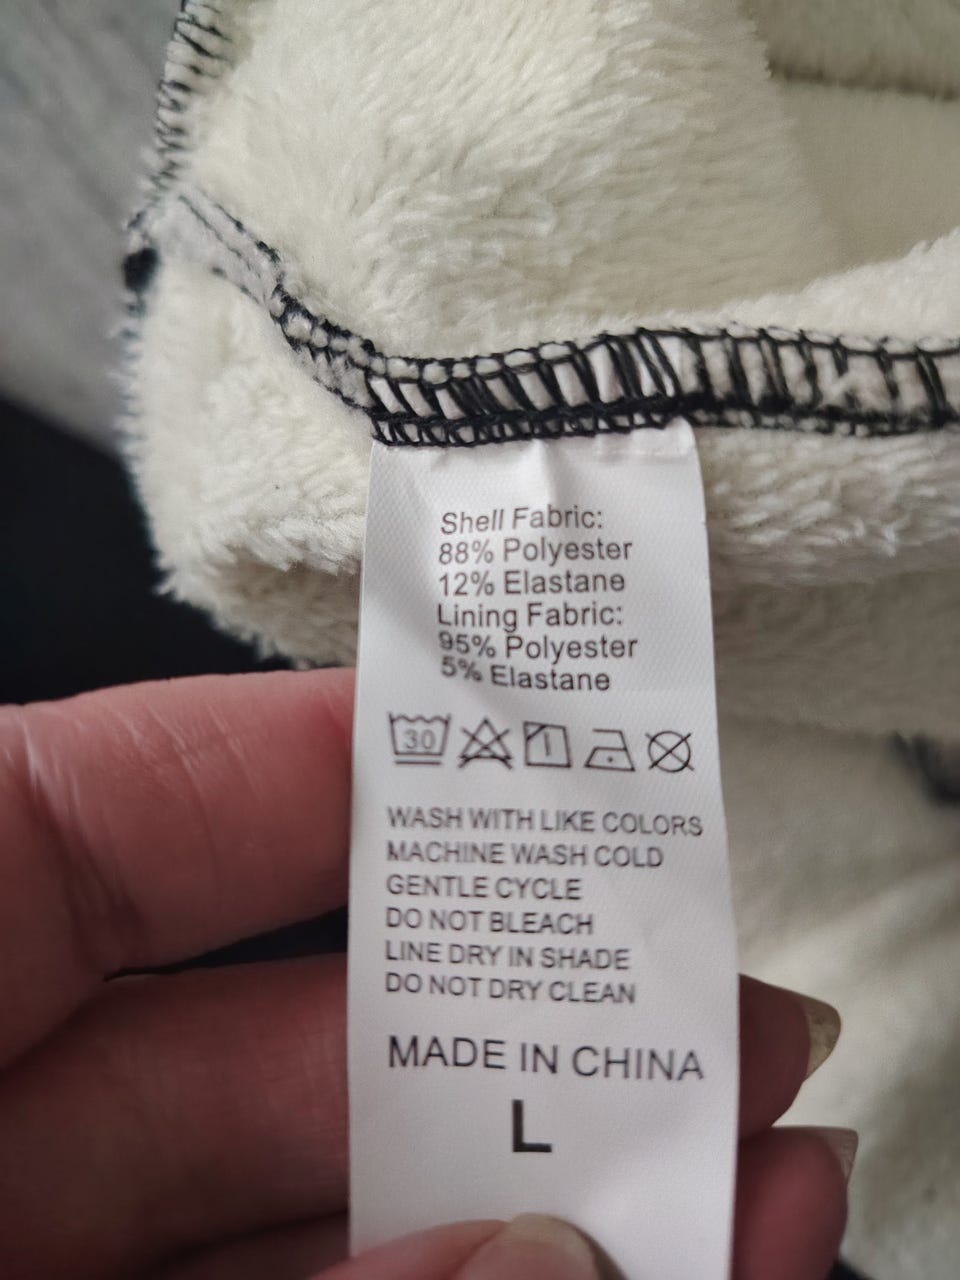 Shell Fabric:
88% Polyester
12% Elastane
Lining Fabric:
95% Polyester
5% Elastane
30
WASH WITH LIKE COLORS
MACHINE WASH COLD
GENTLE CYCLE
DO NOT BLEACH
LINE DRY IN SHADE
DO NOT DRY CLEAN
MADE IN CHINA
L